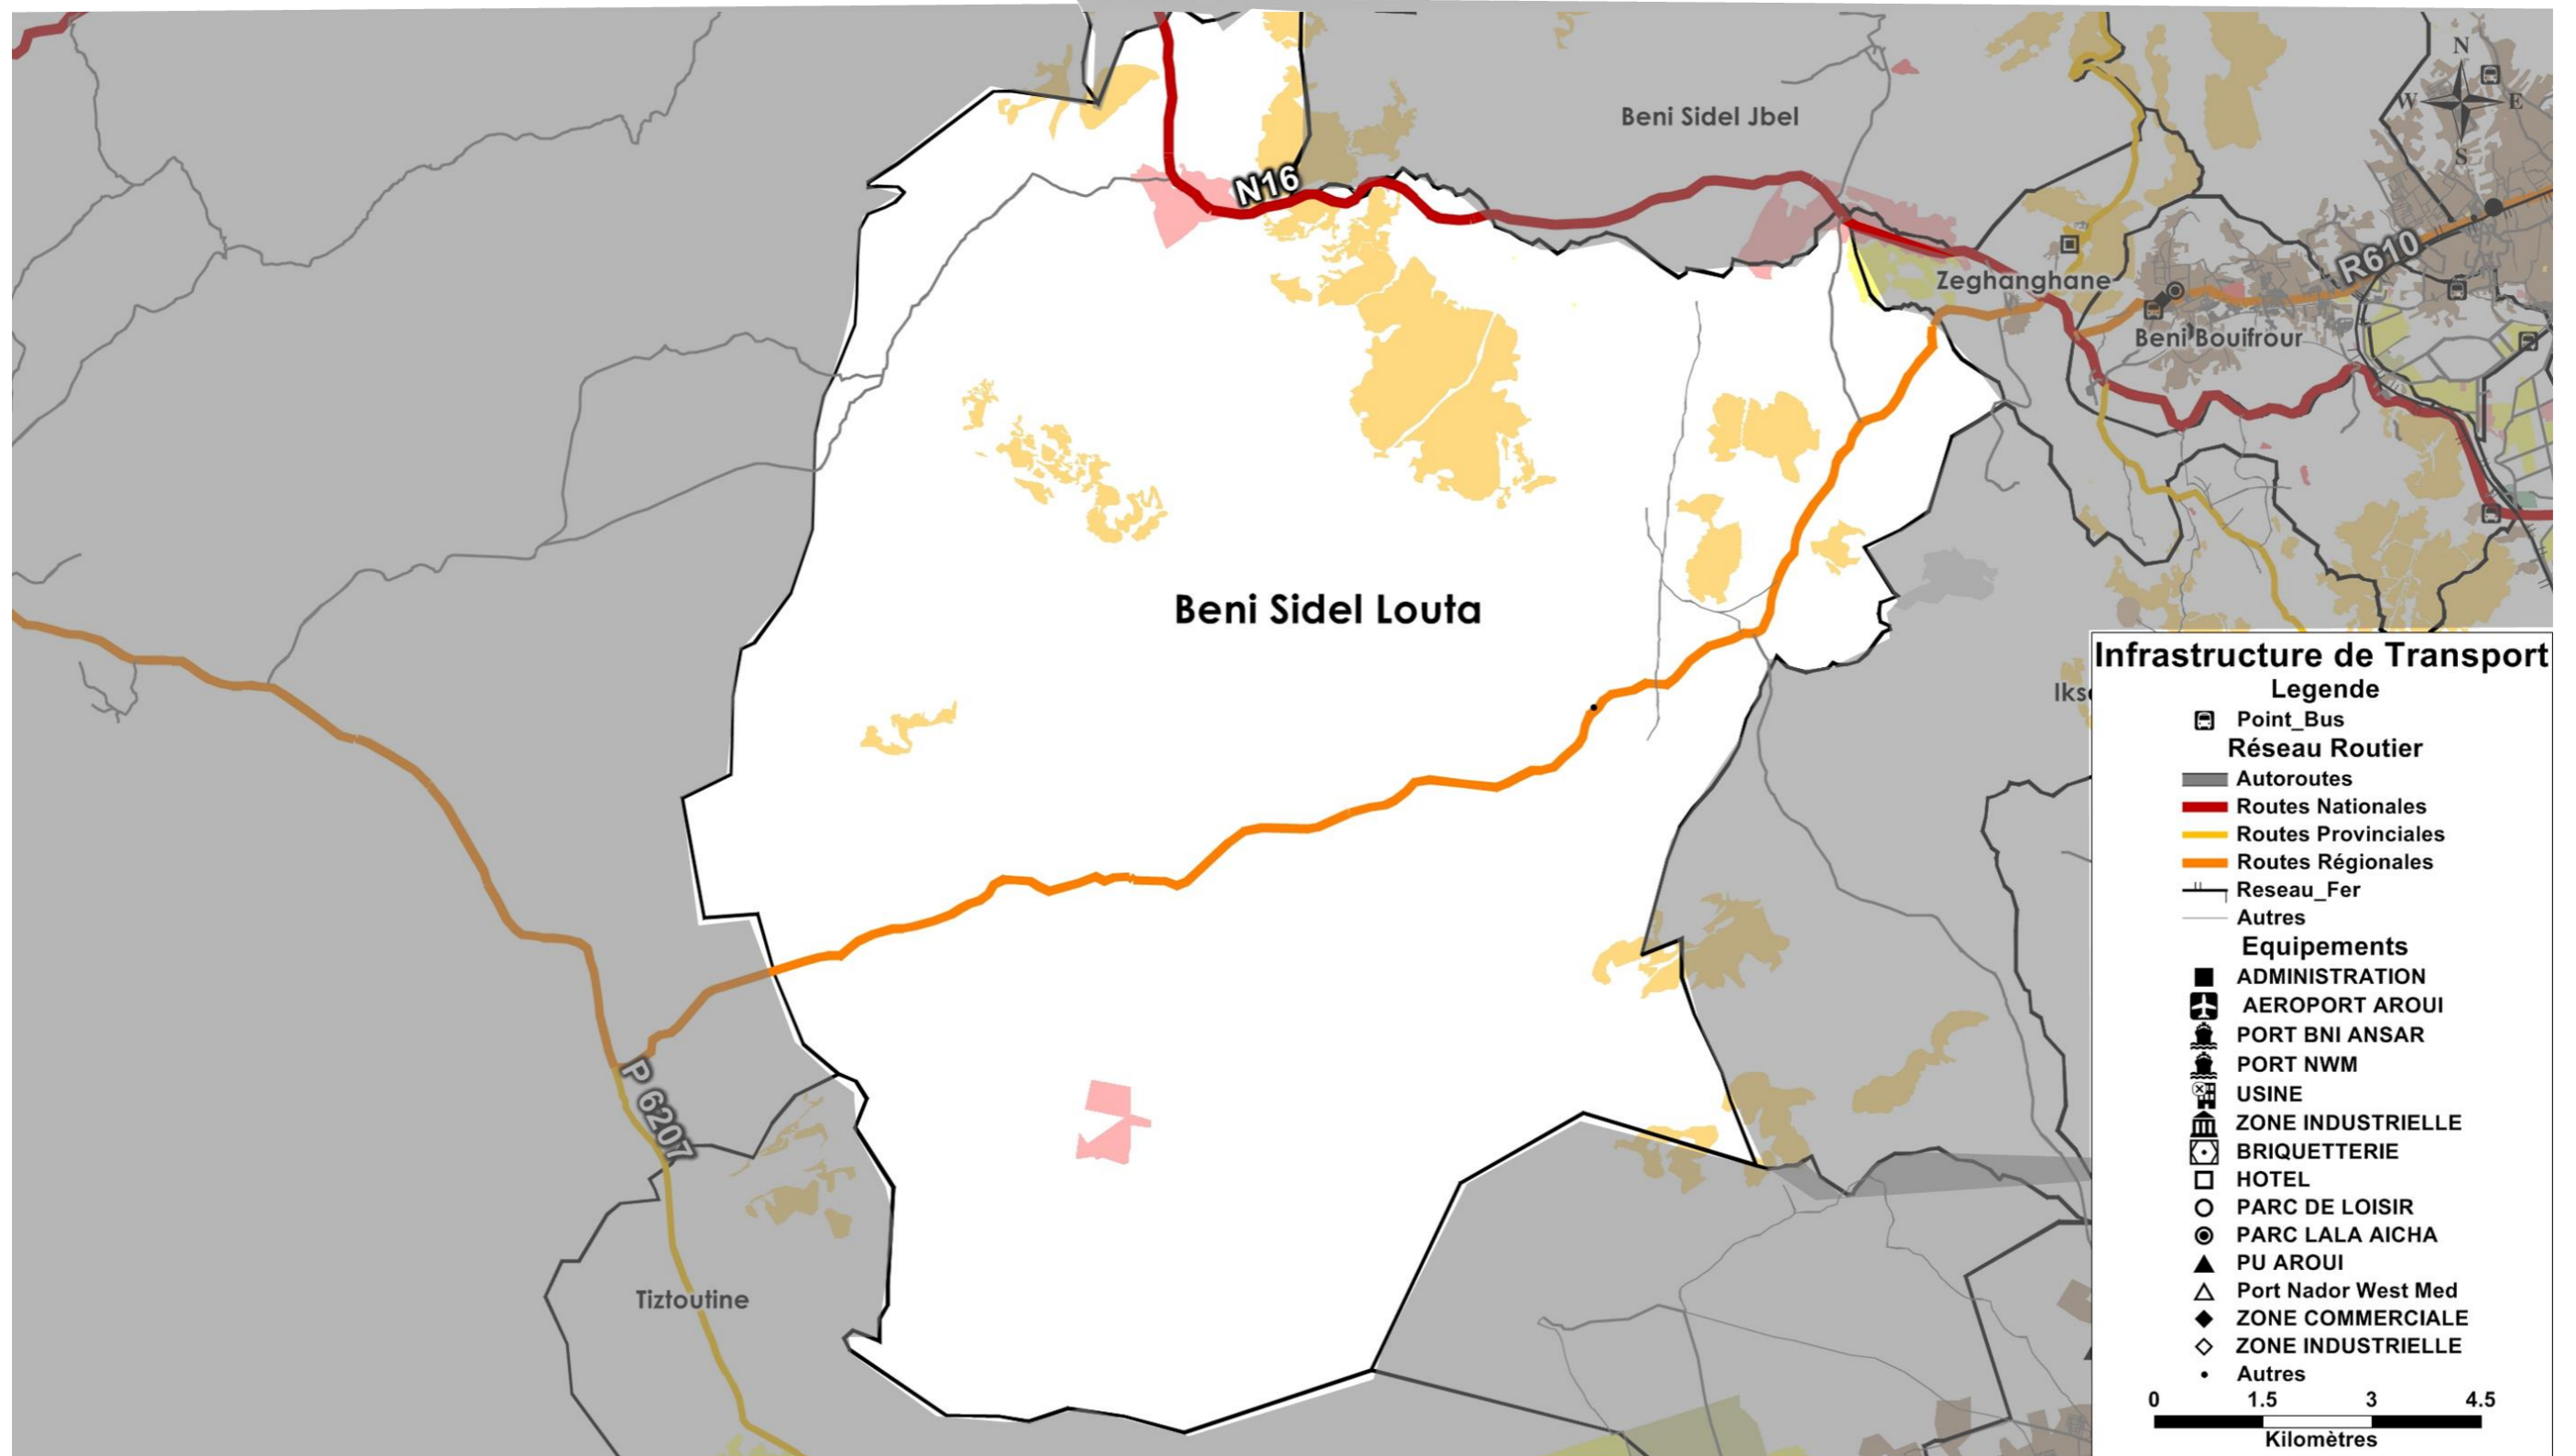 N
W
E
S
Beni Sidel Jbel
N16
R610
Zeghanghane
Beni Bouifrour
Beni Sidel Louta
P 6207
Tiztoutine
Infrastructure de Transport
Legende
Point_Bus
Réseau Routier
Autoroutes
Routes Nationales
Routes Provinciales
Routes Régionales
Reseau_Fer
Autres
Equipements
ADMINISTRATION
AEROPORT AROUI
PORT BNI ANSAR
PORT NWM
USINE
ZONE INDUSTRIELLE
BRIQUETTERIE
HOTEL
PARC DE LOISIR
PARC LALA AICHA
PU AROUI
Port Nador West Med
ZONE COMMERCIALE
ZONE INDUSTRIELLE
Autres
0 1.5 3 4.5
Kilomètres